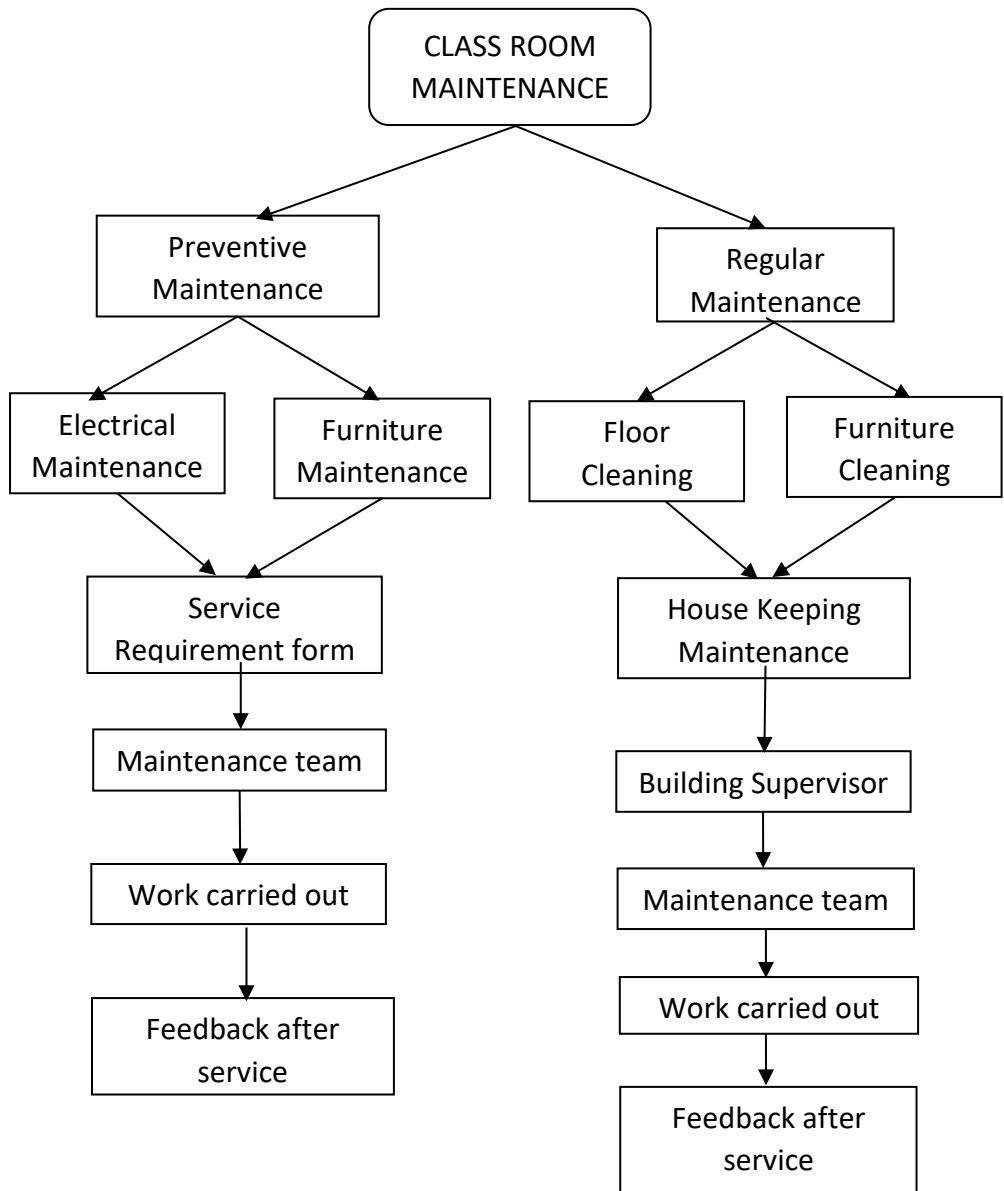 CLASS ROOM
MAINTENANCE
Preventive
Maintenance
Regular
Maintenance
Electrical
Maintenance
Furniture
Maintenance
Floor
Cleaning
Furniture
Cleaning
Service
Requirement form
House Keeping
Maintenance
Maintenance team
Building Supervisor
Work carried out
Maintenance team
Feedback after
service
Work carried out
Feedback after
service